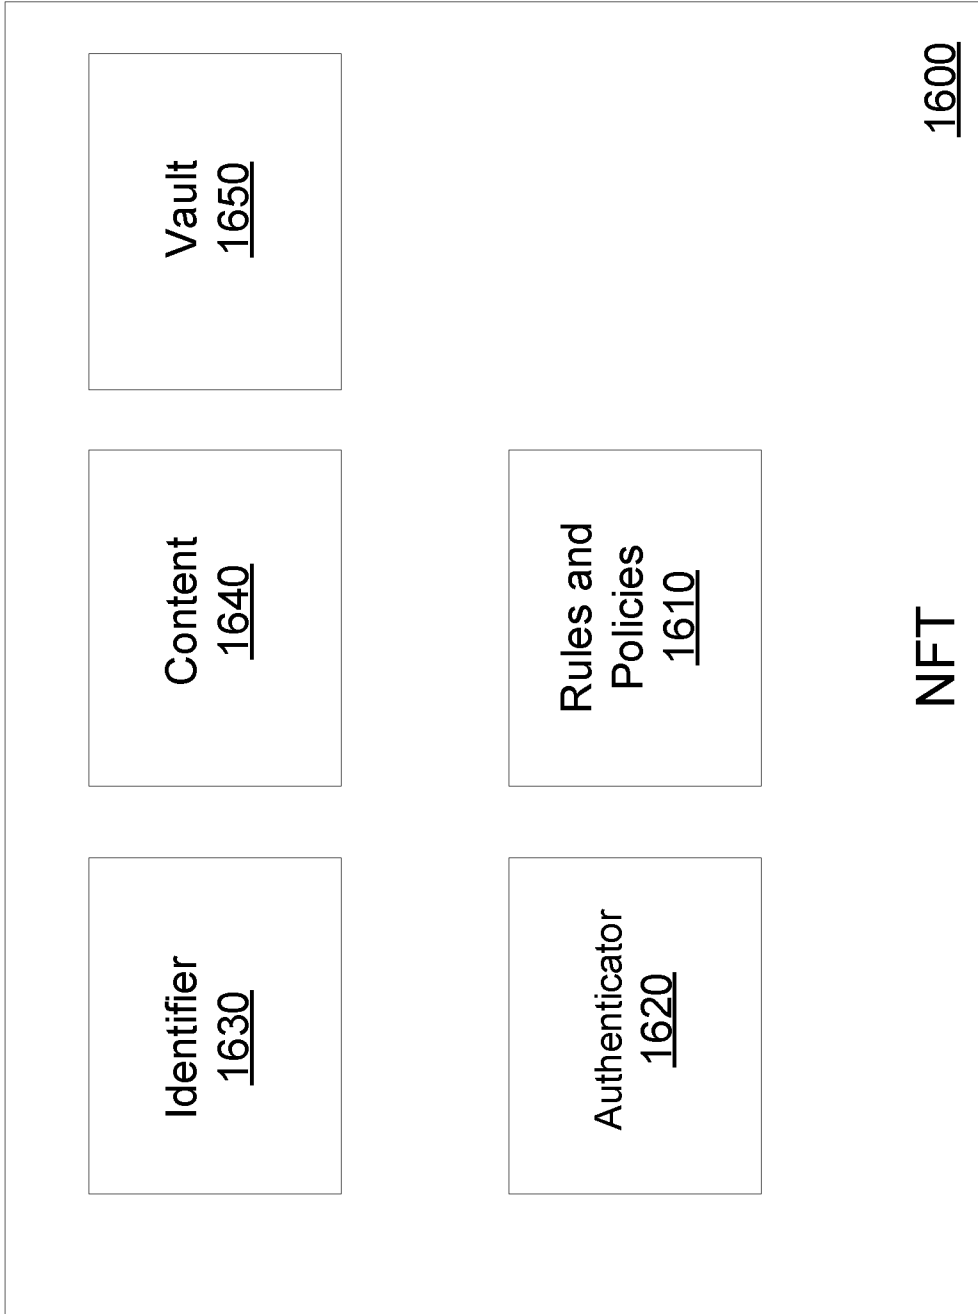 Identifier
1630
Content
1640
Vault
1650
Authenticator
1620
Rules and
Policies
1610
NFT
1600